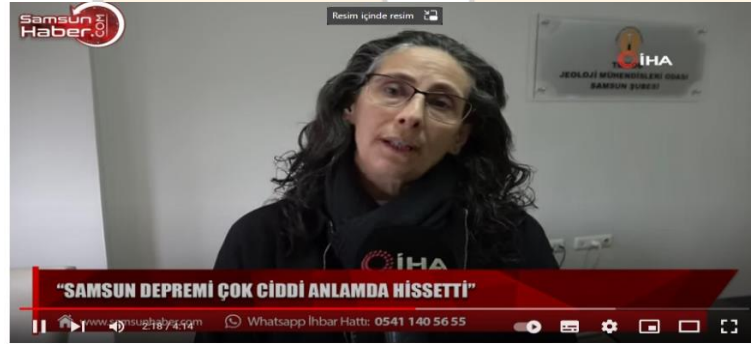 Samsun
Haber.com
Resim içinde resim
İHA
JEOLOJİ MÜHENDİSLERİ ODASI
SAMSUN ŞUBESİ
İHA
“SAMSUN DEPREMİ ÇOK CİDDİ ANLAMDA HİSSETTİ”
www.samsunhaber.com
Whatsapp İhbar Hattı: 0541 140 56 55
2:18 / 4:14